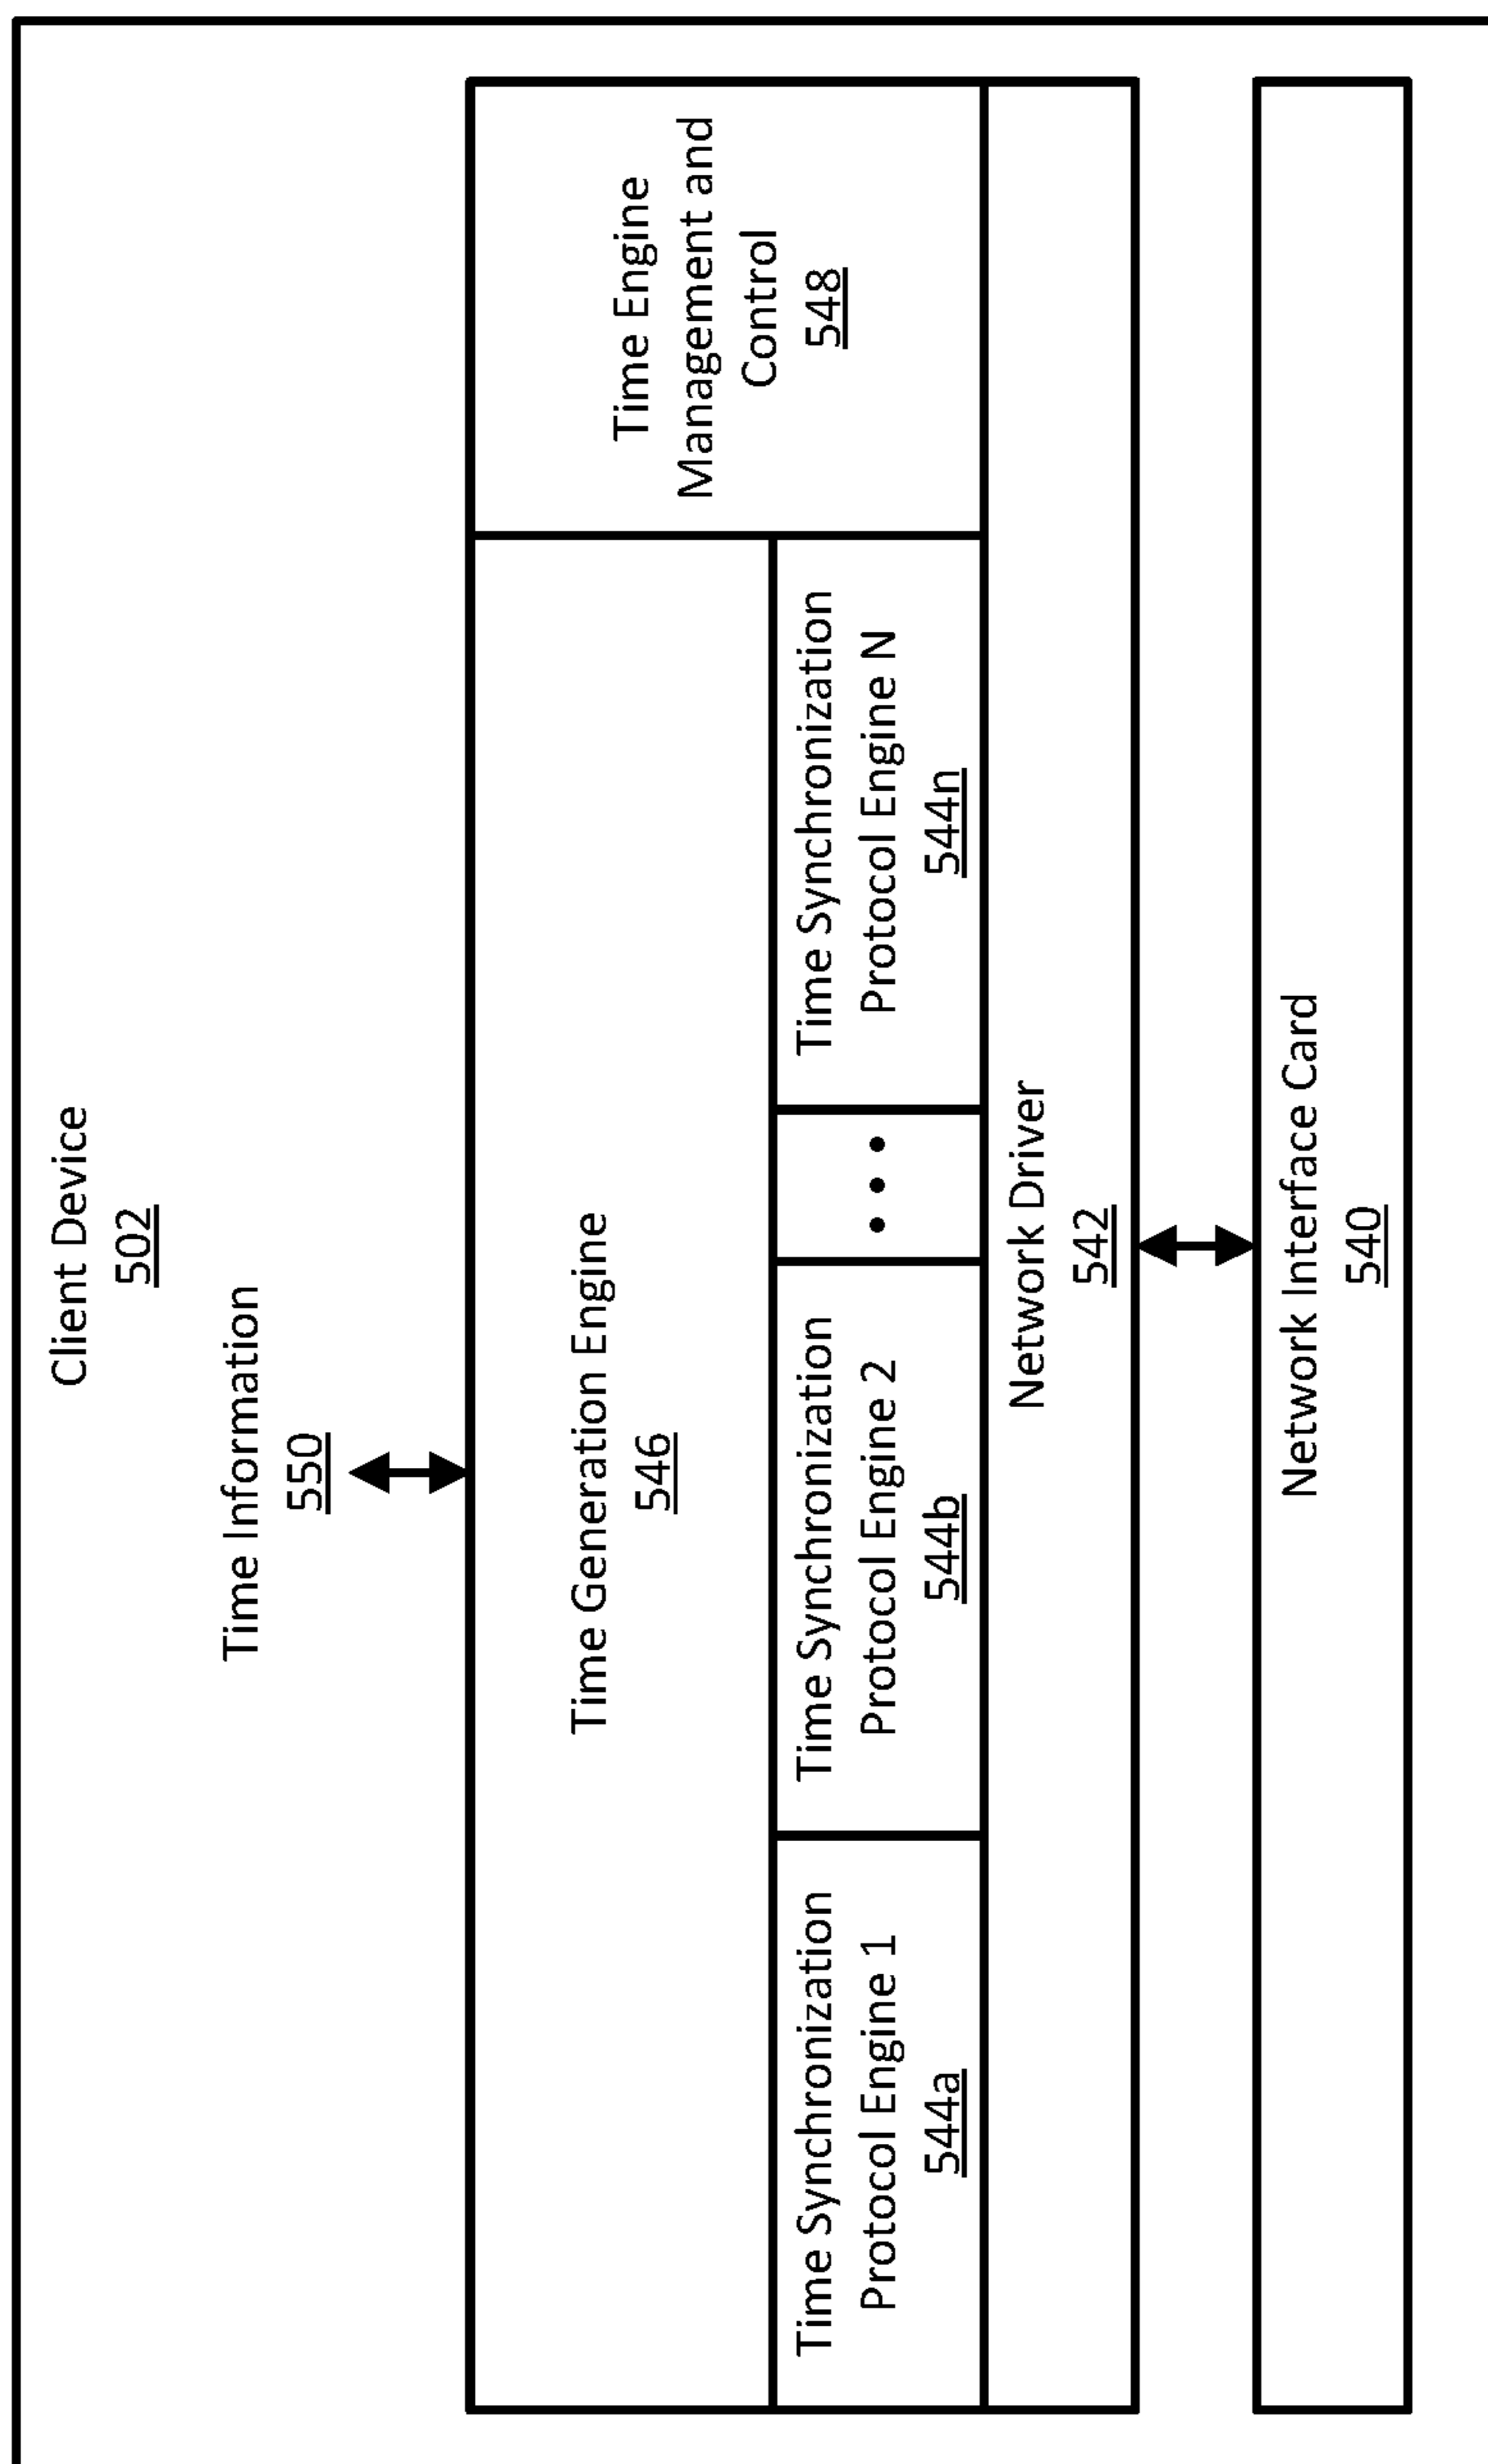 Client Device
502
Time Information
550
Time Generation Engine
546
Time Engine
Management and
Control
548
Time Synchronization
Protocol Engine 1
544a
Time Synchronization
Protocol Engine 2
544b
• • •
Time Synchronization
Protocol Engine N
544n
Network Driver
542
Network Interface Card
540